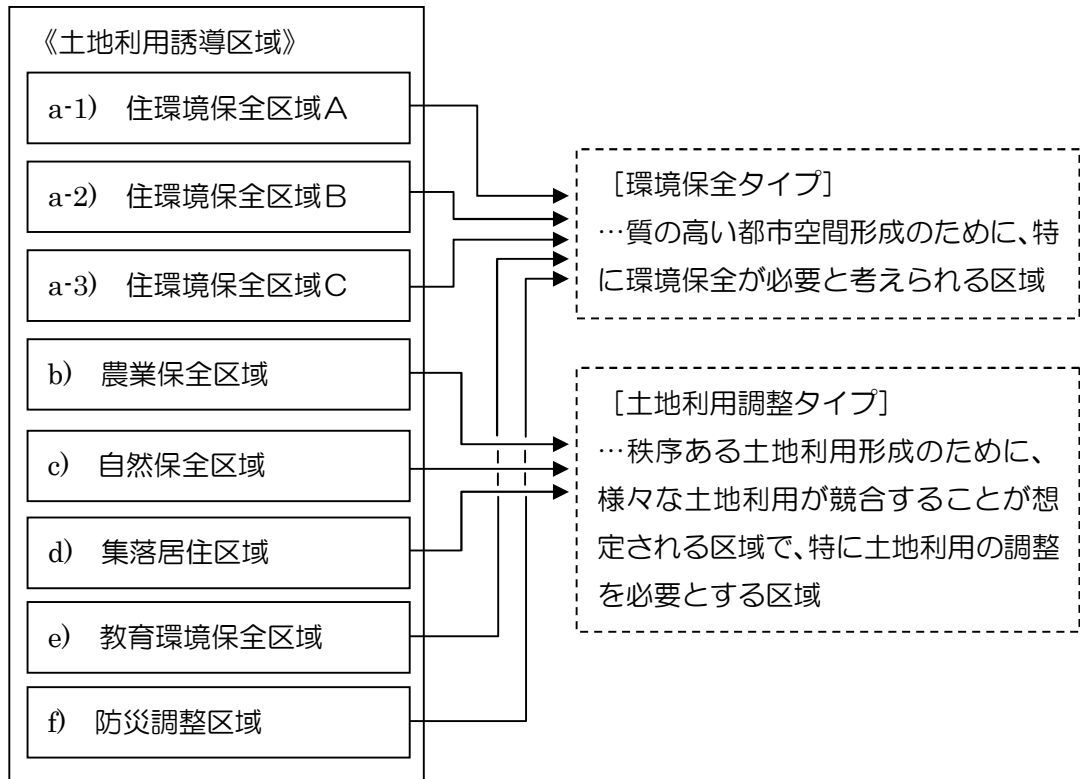 《土地利用誘導区域》
a-1) 住環境保全区域A
a-2) 住環境保全区域B
a-3) 住環境保全区域C
b) 農業保全区域
c) 自然保全区域
d) 集落居住区域
e) 教育環境保全区域
f) 防災調整区域
［環境保全タイプ］
…質の高い都市空間形成のために、特
に環境保全が必要と考えられる区域
［土地利用調整タイプ］
…秩序ある土地利用形成のために、
様々な土地利用が競合することが想
定される区域で、特に土地利用の調整
を必要とする区域